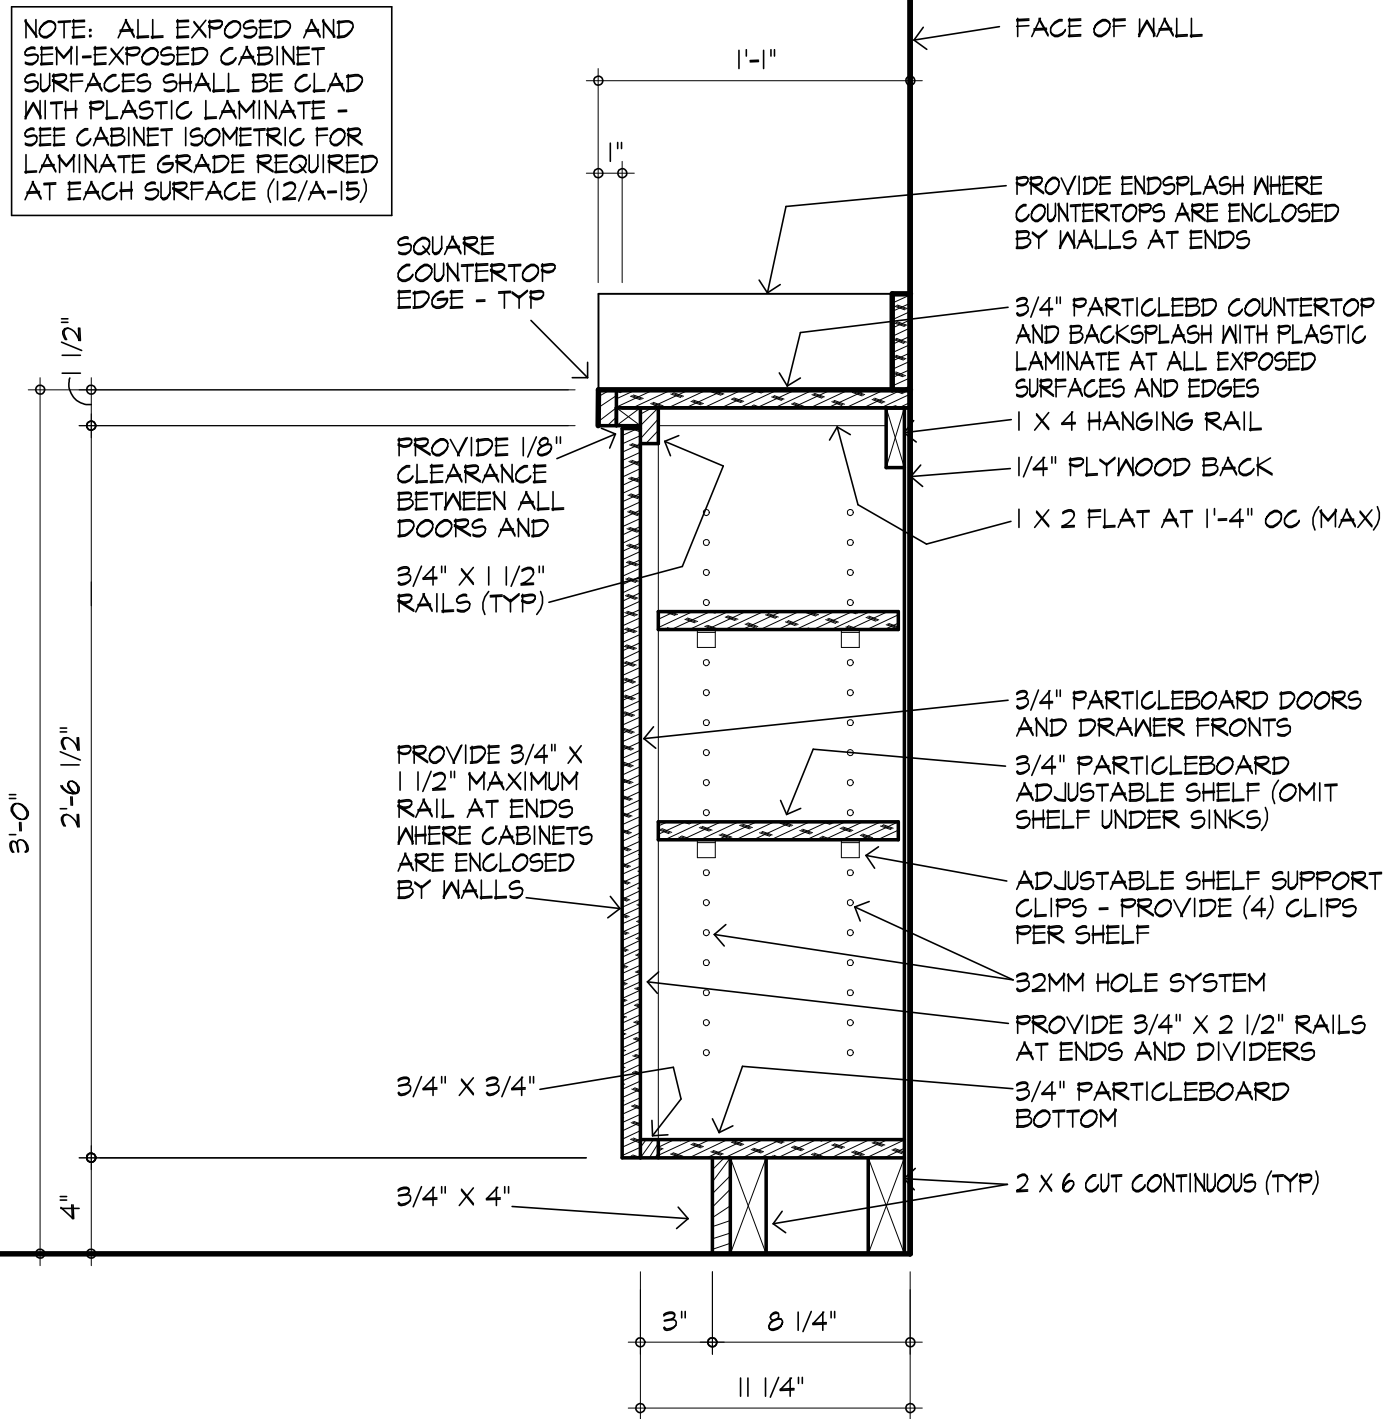 NOTE: ALL EXPOSED AND
SEMI-EXPOSED CABINET
SURFACES SHALL BE CLAD
WITH PLASTIC LAMINATE -
SEE CABINET ISOMETRIC FOR
LAMINATE GRADE REQUIRED
AT EACH SURFACE (12/A-15)
FACE OF WALL
1'-1"
1"
PROVIDE ENDSPLASH WHERE
COUNTERTOPS ARE ENCLOSED
BY WALLS AT ENDS
SQUARE
COUNTERTOP
EDGE - TYP
3/4" PARTICLEBD COUNTERTOP
AND BACKSPLASH WITH PLASTIC
LAMINATE AT ALL EXPOSED
SURFACES AND EDGES
1 1/2"
1 X 4 HANGING RAIL
PROVIDE 1/8"
CLEARANCE
BETWEEN ALL
DOORS AND
1/4" PLYWOOD BACK
1 X 2 FLAT AT 1'-4" OC (MAX)
3/4" X 1 1/2"
RAILS (TYP)
3/4" PARTICLEBOARD DOORS
AND DRAWER FRONTS
PROVIDE 3/4" X
1 1/2" MAXIMUM
RAIL AT ENDS
WHERE CABINETS
ARE ENCLOSED
BY WALLS
3/4" PARTICLEBOARD
ADJUSTABLE SHELF (OMIT
SHELF UNDER SINKS)
3'-0"
2'-6 1/2"
ADJUSTABLE SHELF SUPPORT
CLIPS - PROVIDE (4) CLIPS
PER SHELF
32MM HOLE SYSTEM
PROVIDE 3/4" X 2 1/2" RAILS
AT ENDS AND DIVIDERS
3/4" X 3/4"
3/4" PARTICLEBOARD
BOTTOM
4"
3/4" X 4"
2 X 6 CUT CONTINUOUS (TYP)
3"
8 1/4"
11 1/4"